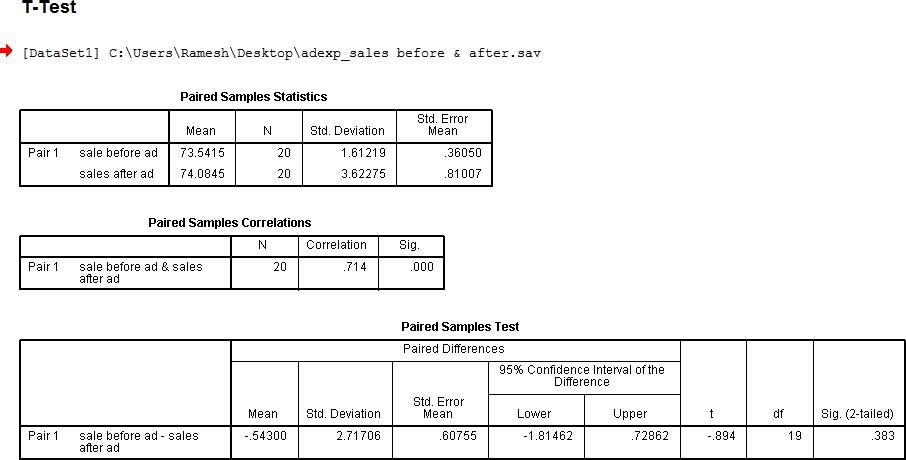 T-Test
[DataSet1] C:\Users\Ramesh\Desktop\adexp_sales before & after.sav
Paired Samples Statistics
Mean N Std. Deviation Std. Error Mean
Pair 1 sale before ad 73.5415 20 1.61219 .36050
sales after ad 74.0845 20 3.62275 .81007
Paired Samples Correlations
N Correlation Sig.
Pair 1 sale before ad & sales after ad 20 .714 .000
Paired Samples Test
Paired Differences
95% Confidence Interval of the Difference
Mean Std. Deviation Std. Error Mean Lower Upper t df Sig. (2-tailed)
Pair 1 sale before ad - sales after ad -.54300 2.71706 .60755 -1.81462 .72862 -.894 19 .383